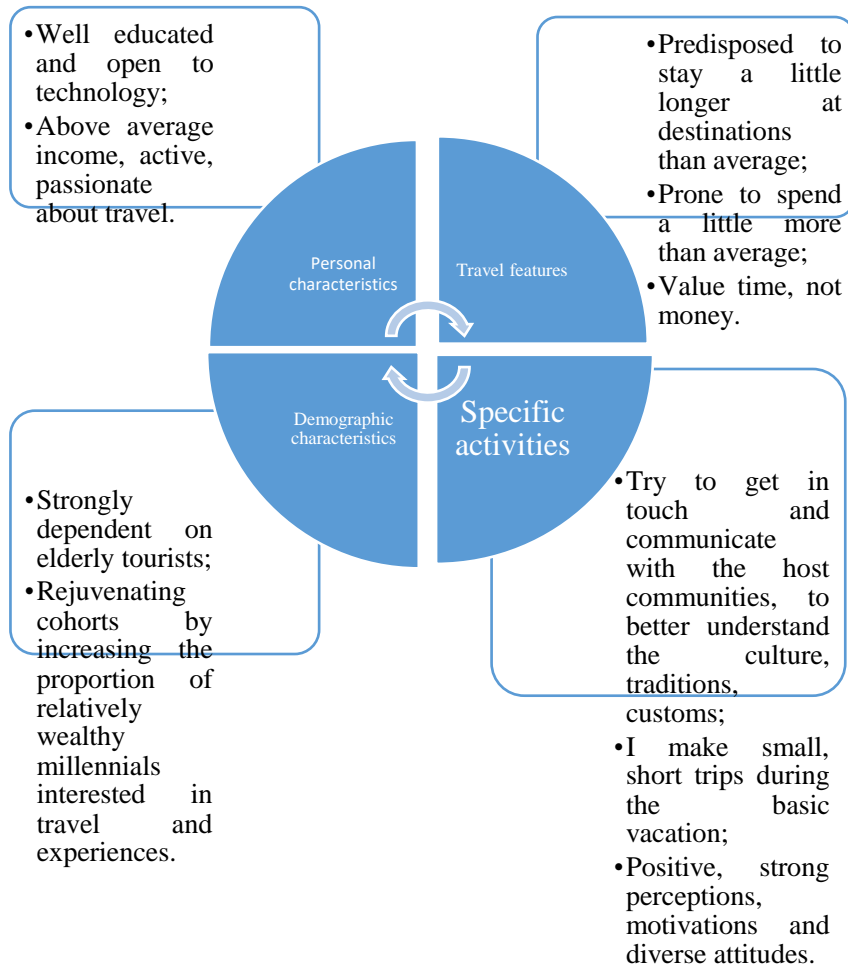 •Well educated
and open to
technology;
•Above average
income, active,
passionate
about travel.
•Predisposed to
stay a little
longer at
destinations
than average;
•Prone to spend
a little more
than average;
•Value time, not
money.
Personal
characteristics
Travel features
Demographic
characteristics
Specific
activities
•Strongly
dependent on
elderly tourists;
•Rejuvenating
cohorts by
increasing the
proportion of
relatively
wealthy
millennials
interested in
travel and
experiences.
•Try to get in
touch and
communicate
with the host
communities, to
better understand
the culture,
traditions,
customs;
•I make small,
short trips during
the basic
vacation;
•Positive, strong
perceptions,
motivations and
diverse attitudes.